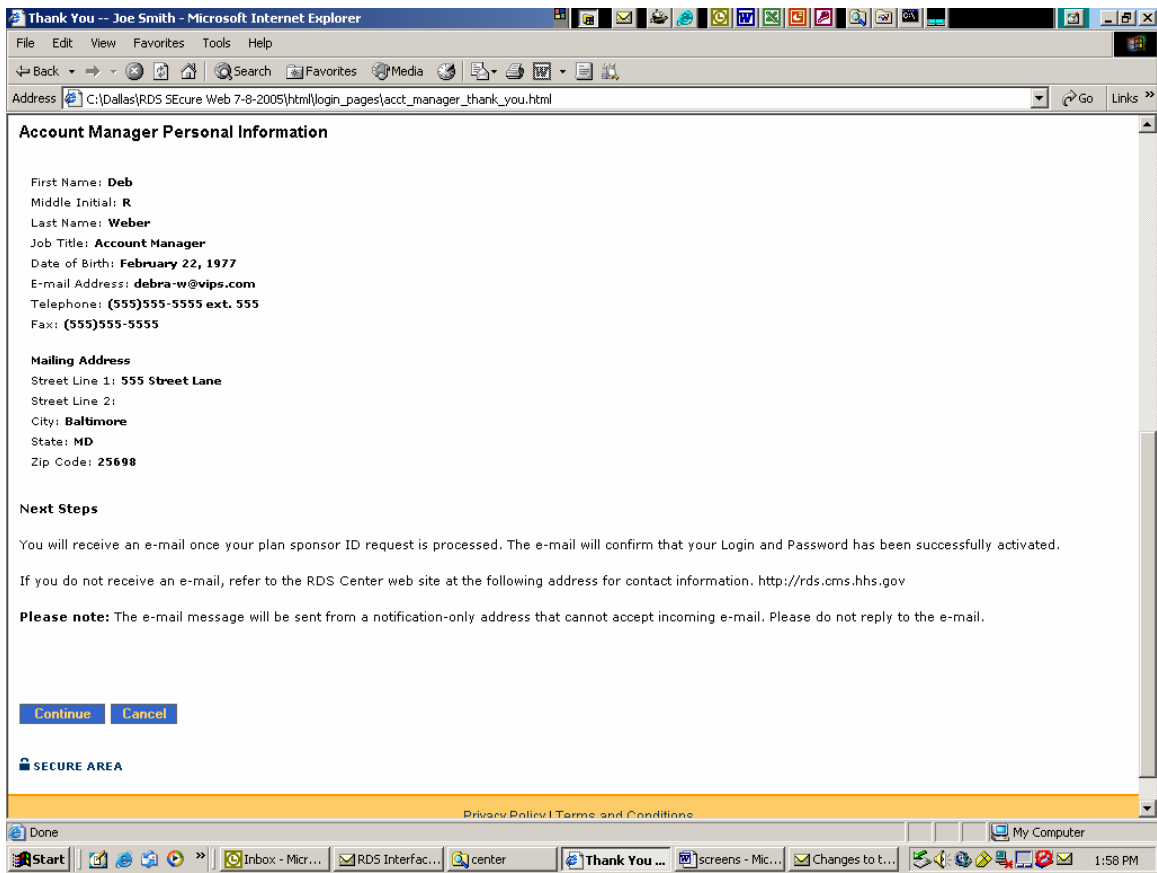 Thank You -- Joe Smith - Microsoft Internet Explorer
File Edit View Favorites Tools Help
Back Search Favorites Media
Address C:\Dallas\RDS SEcure Web 7-8-2005\html\login_pages\acct_manager_thank_you.html Go Links »
Account Manager Personal Information
First Name: Deb
Middle Initial: R
Last Name: Weber
Job Title: Account Manager
Date of Birth: February 22, 1977
E-mail Address: debra-w@vips.com
Telephone: (555)555-5555 ext. 555
Fax: (555)555-5555
Mailing Address
Street Line 1: 555 Street Lane
Street Line 2:
City: Baltimore
State: MD
Zip Code: 25698
Next Steps
You will receive an e-mail once your plan sponsor ID request is processed. The e-mail will confirm that your Login and Password has been successfully activated.
If you do not receive an e-mail, refer to the RDS Center web site at the following address for contact information. http://rds.cms.hhs.gov
Please note: The e-mail message will be sent from a notification-only address that cannot accept incoming e-mail. Please do not reply to the e-mail.
Continue Cancel
SECURE AREA
Privacy Policy | Terms and Conditions
Done My Computer
Start » Inbox - Micr... RDS Interfac... center Thank You ... screens - Mic... Changes to t... 1:58 PM